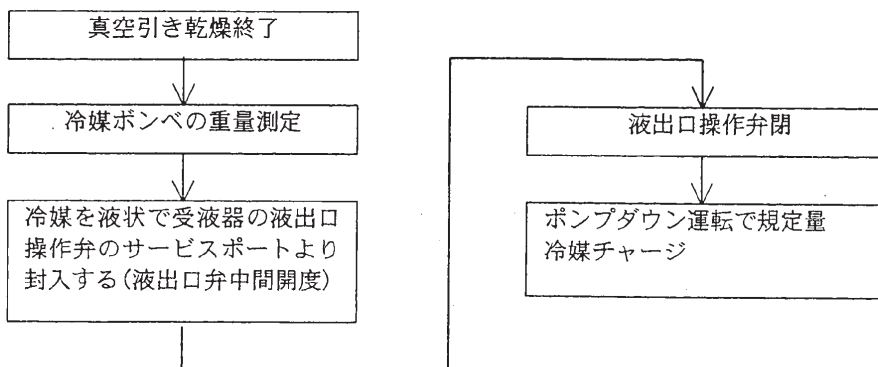 真空引き乾燥終了
冷媒ボンベの重量測定
冷媒を液状で受液器の液出口
操作弁のサービスポートより
封入する(液出口弁中間開度)
液出口操作弁閉
ポンプダウン運転で規定量
冷媒チャージ